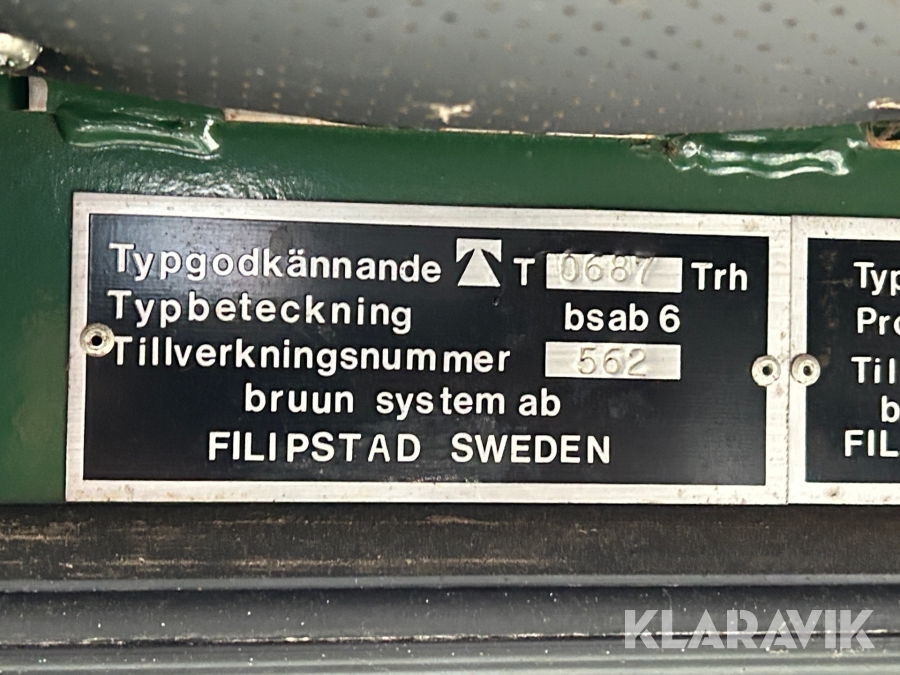 Typgodkännande T 0687 Trh
Typbeteckning bsab 6
Tillverkningsnummer 562
bruun system ab
FILIPSTAD SWEDEN
Typ
Pro
Til
b
FIL
KLARAVIK